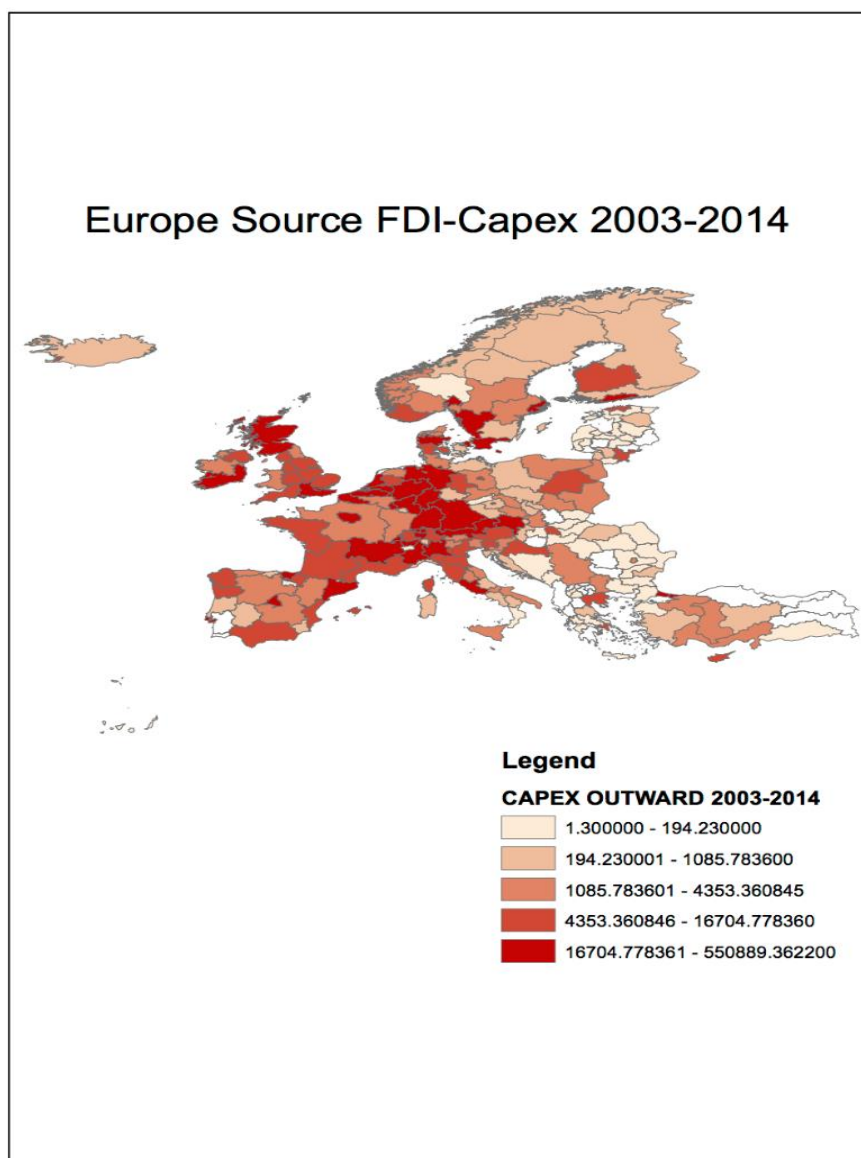 Europe Source FDI-Capex 2003-2014
Legend
CAPEX OUTWARD 2003-2014
1.300000 - 194.230000
194.230001 - 1085.783600
1085.783601 - 4353.360845
4353.360846 - 16704.778360
16704.778361 - 550889.362200